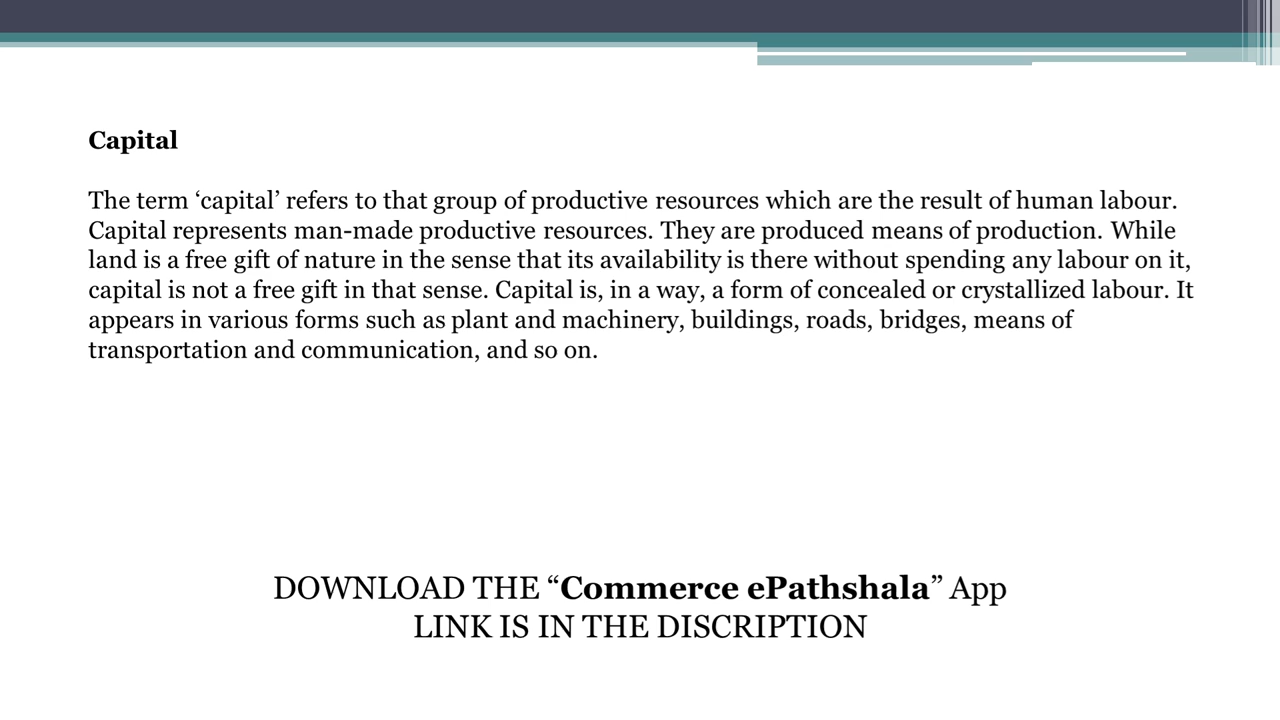 Capital
The term ‘capital’ refers to that group of productive resources which are the result of human labour.
Capital represents man-made productive resources. They are produced means of production. While
land is a free gift of nature in the sense that its availability is there without spending any labour on it,
capital is not a free gift in that sense. Capital is, in a way, a form of concealed or crystallized labour. It
appears in various forms such as plant and machinery, buildings, roads, bridges, means of
transportation and communication, and so on.
DOWNLOAD THE “Commerce ePathshala” App
LINK IS IN THE DISCRIPTION